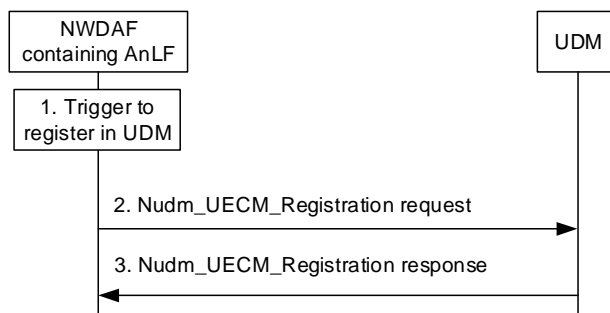 NWDAF
containing AnLF
UDM
1. Trigger to
register in UDM
2. Nudm_UECM_Registration request
3. Nudm_UECM_Registration response